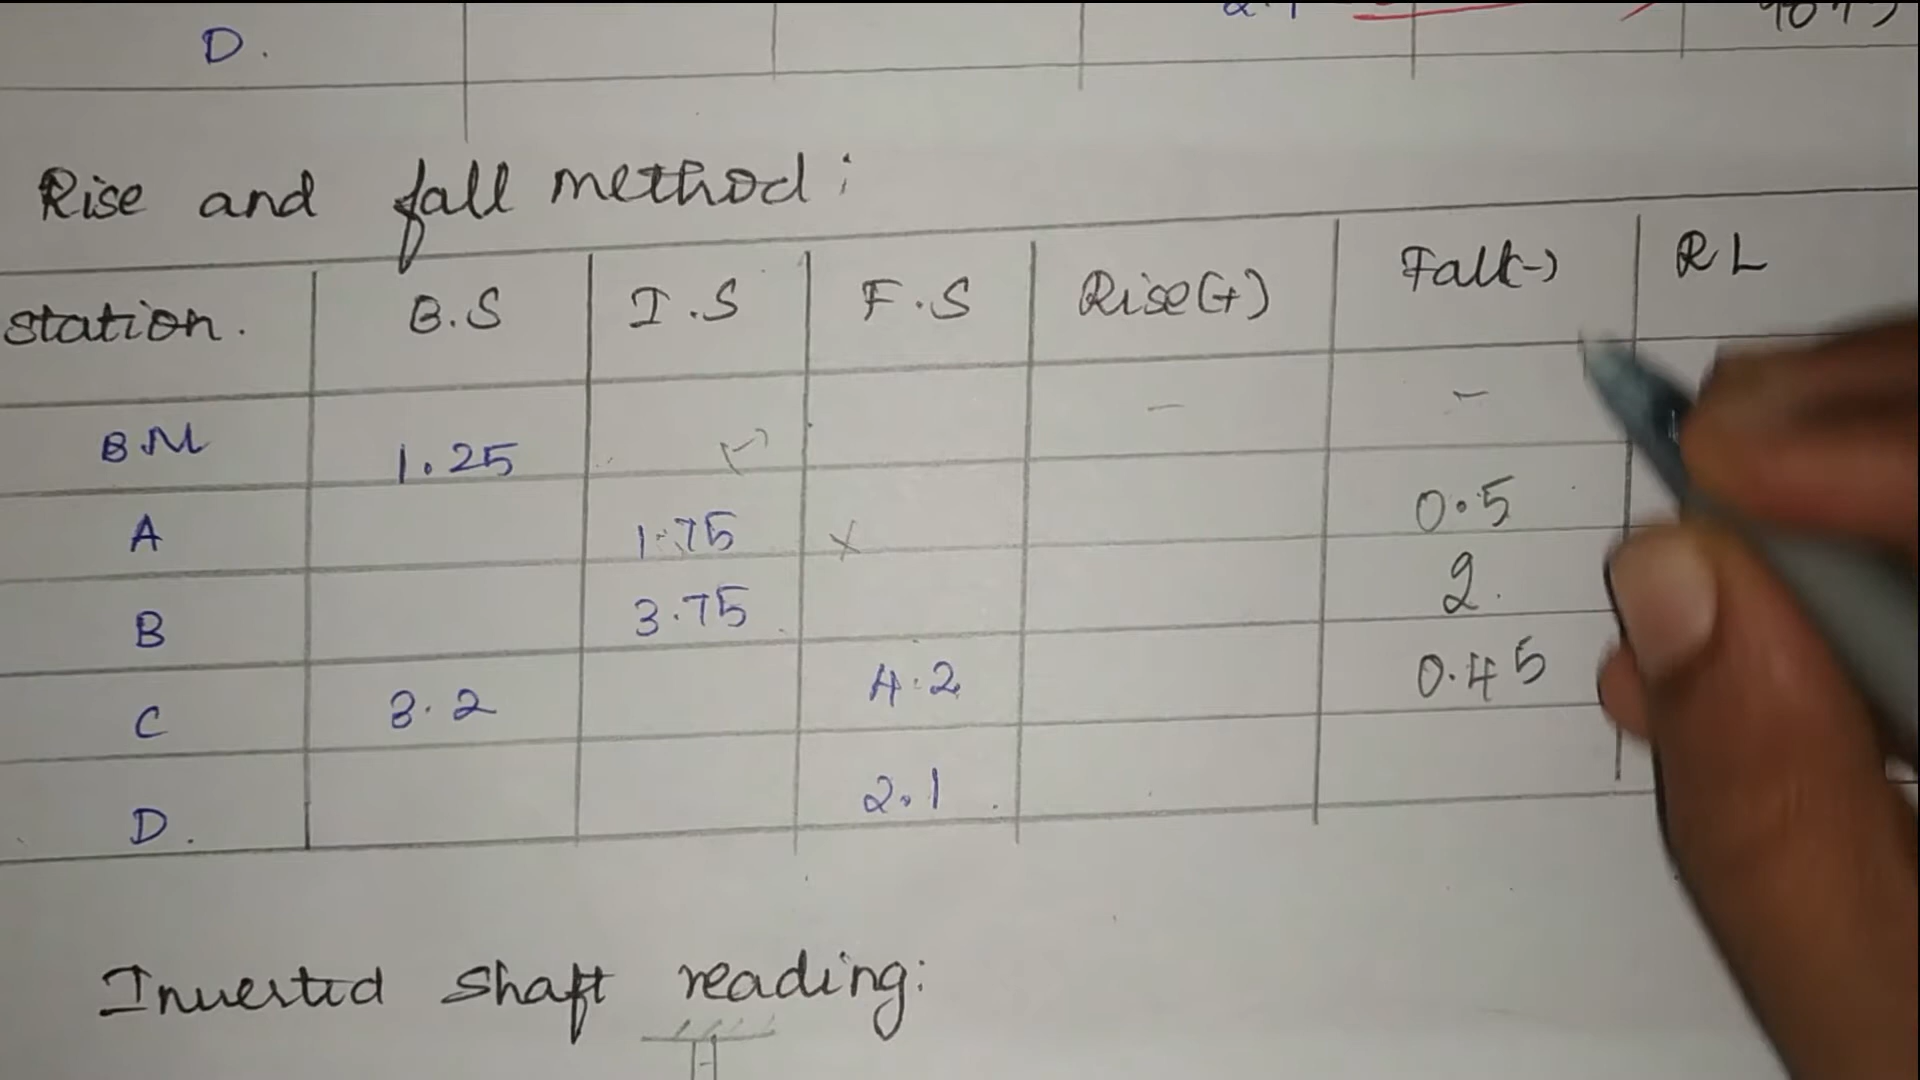 D.
Rise and fall method:
station. B.S I.S F.S Rise(+) Fall(-) RL
BM 1.25 (-) - -
A 1.75 x 0.5
B 3.75 2.
C 3.2 4.2 0.45
D. 2.1
Inverted Shaft reading: